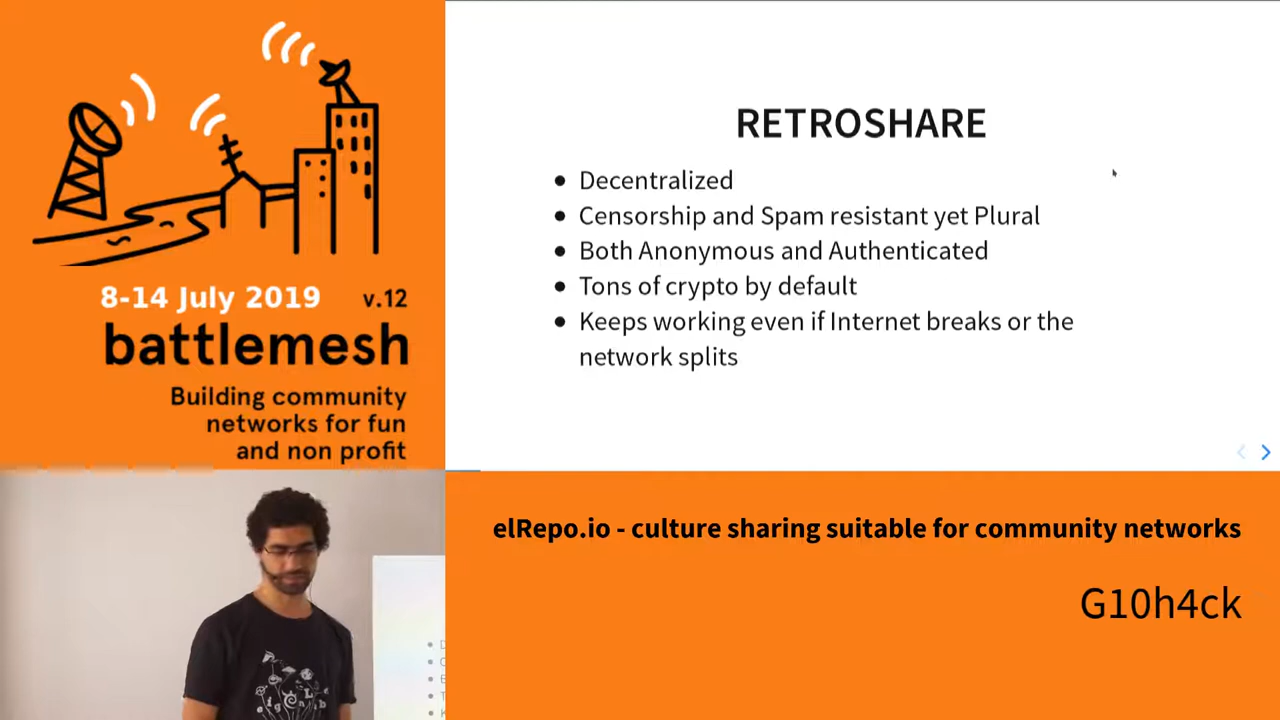 8-14 July 2019 v.12
battlemesh
Building community
networks for fun
and non profit
RETROSHARE
Decentralized
Censorship and Spam resistant yet Plural
Both Anonymous and Authenticated
Tons of crypto by default
Keeps working even if Internet breaks or the
network splits
elRepo.io - culture sharing suitable for community networks
G10h4ck